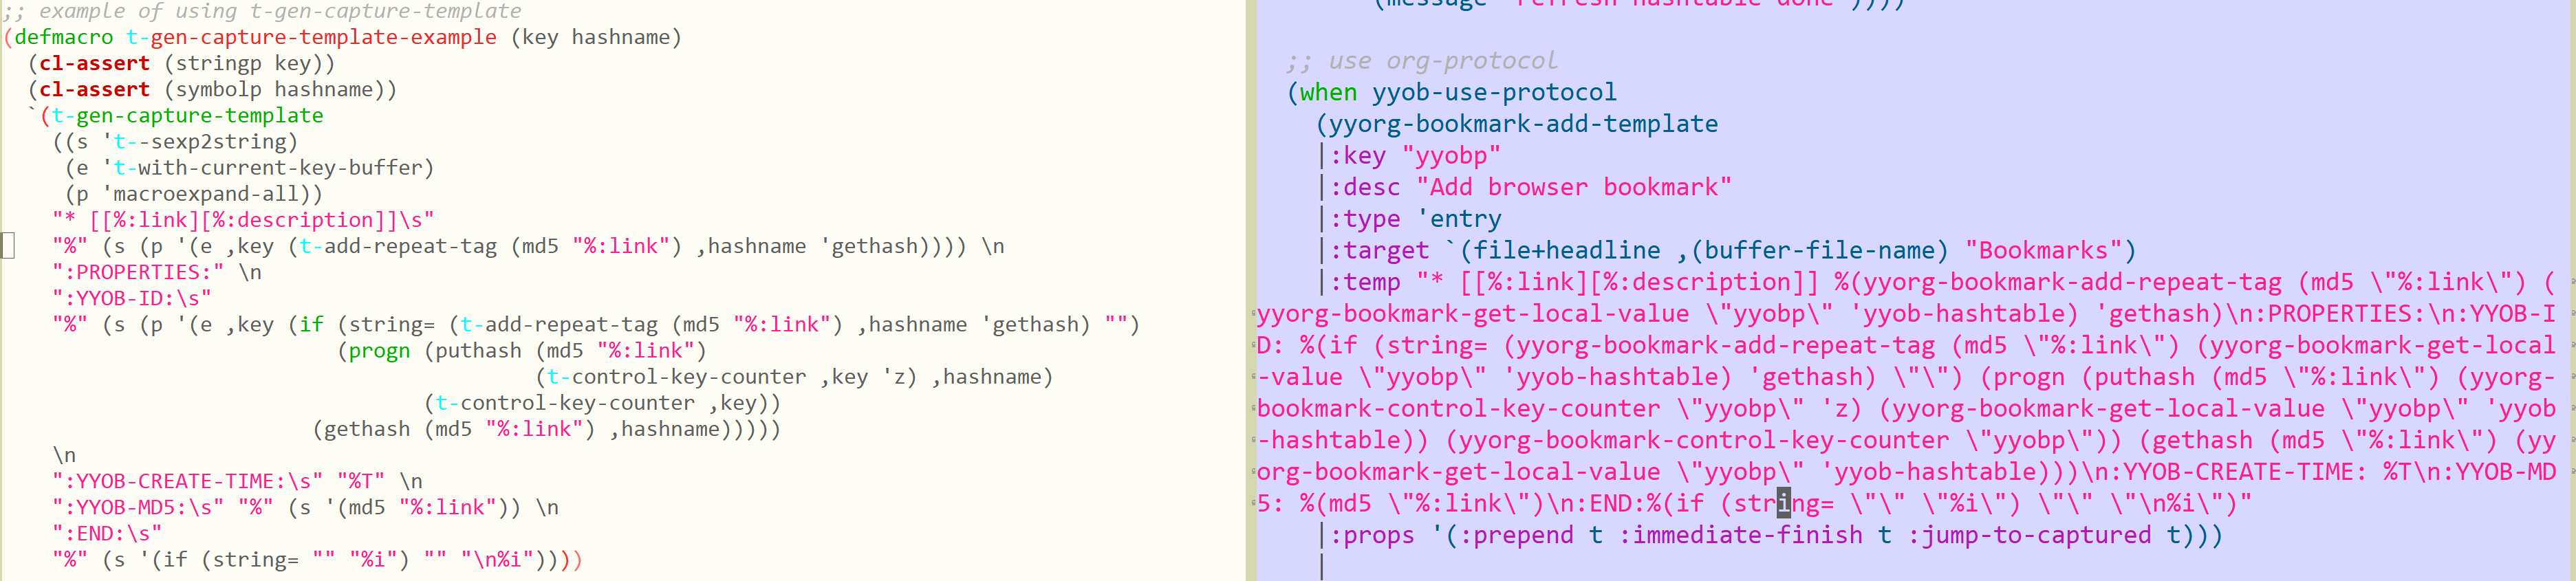 ;; example of using t-gen-capture-template
(defmacro t-gen-capture-template-example (key hashname)
  (cl-assert (stringp key))
  (cl-assert (symbolp hashname))
  `(t-gen-capture-template
    ((s 't--sexp2string)
     (e 't-with-current-key-buffer)
     (p 'macroexpand-all))
    "* [[%:link][%:description]]\s"
    "%" (s (p '(e ,key (t-add-repeat-tag (md5 "%:link") ,hashname 'gethash)))) \n
    ":PROPERTIES:" \n
    ":YYOB-ID:\s"
    "%" (s (p '(e ,key (if (string= (t-add-repeat-tag (md5 "%:link") ,hashname 'gethash) "")
                           (progn (puthash (md5 "%:link")
                                           (t-control-key-counter ,key 'z) ,hashname)
                                  (t-control-key-counter ,key))
                         (gethash (md5 "%:link") ,hashname)))))
    \n
    ":YYOB-CREATE-TIME:\s" "%T" \n
    ":YYOB-MD5:\s" "%" (s '(md5 "%:link")) \n
    ":END:\s"
    "%" (s '(if (string= "" "%i") "" "\n%i"))))
(message "refresh hashtable done"))))
;; use org-protocol
(when yyob-use-protocol
  (yyorg-bookmark-add-template
  |:key "yyobp"
  |:desc "Add browser bookmark"
  |:type 'entry
  |:target `(file+headline ,(buffer-file-name) "Bookmarks")
  |:temp "* [[%:link][%:description]] %(yyorg-bookmark-add-repeat-tag (md5 \"%:link\") (
yyorg-bookmark-get-local-value \"yyobp\" 'yyob-hashtable) 'gethash)\n:PROPERTIES:\n:YYOB-I
D: %(if (string= (yyorg-bookmark-add-repeat-tag (md5 \"%:link\") (yyorg-bookmark-get-local
-value \"yyobp\" 'yyob-hashtable) 'gethash) \"\") (progn (puthash (md5 \"%:link\") (yyorg-
bookmark-control-key-counter \"yyobp\" 'z) (yyorg-bookmark-get-local-value \"yyobp\" 'yyob
-hashtable)) (yyorg-bookmark-control-key-counter \"yyobp\")) (gethash (md5 \"%:link\") (yy
org-bookmark-get-local-value \"yyobp\" 'yyob-hashtable)))\n:YYOB-CREATE-TIME: %T\n:YYOB-MD
5: %(md5 \"%:link\")\n:END:%(if (string= \"\" \"%i\") \"\" \"\n%i\")"
  |:props '(:prepend t :immediate-finish t :jump-to-captured t)))